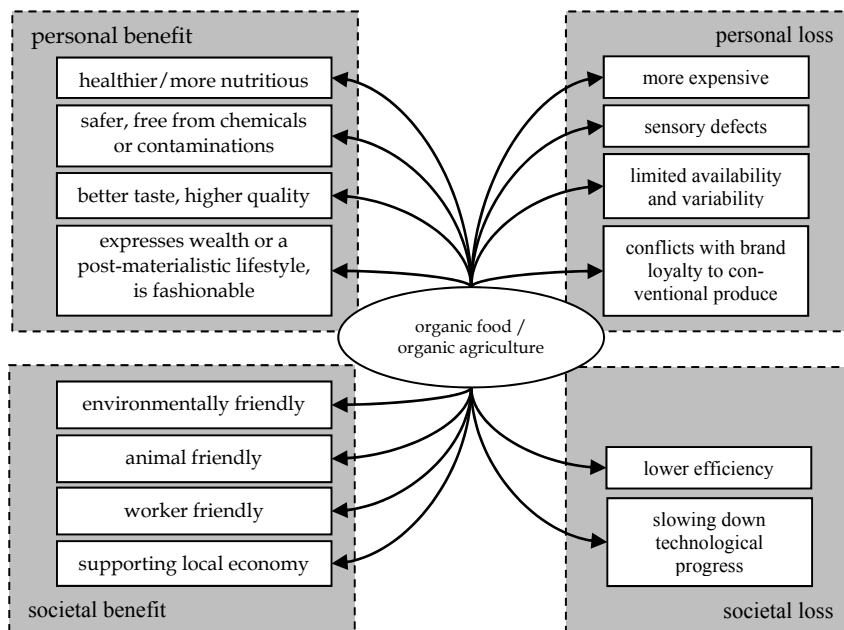 personal benefit
healthier/more nutritious
safer, free from chemicals
or contaminations
better taste, higher quality
expresses wealth or a
post-materialistic lifestyle,
is fashionable
personal loss
more expensive
sensory defects
limited availability
and variability
conflicts with brand
loyalty to con-
ventional produce
organic food /
organic agriculture
environmentally friendly
animal friendly
worker friendly
supporting local economy
societal benefit
lower efficiency
slowing down
technological
progress
societal loss